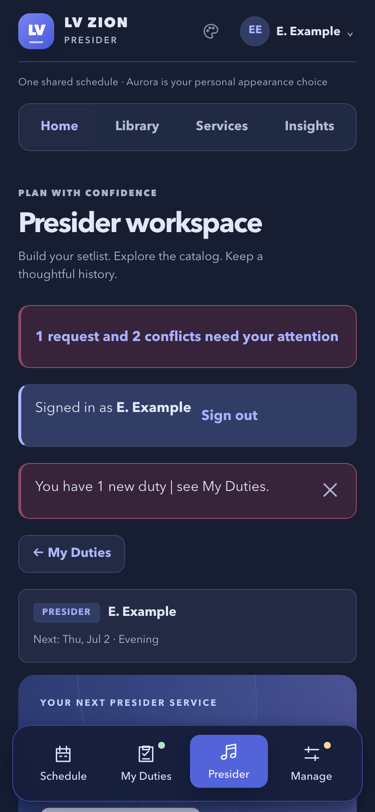 LV
LV ZION
PRESIDER
EE
E. Example
One shared schedule · Aurora is your personal appearance choice
Home Library Services Insights
PLAN WITH CONFIDENCE
Presider workspace
Build your setlist. Explore the catalog. Keep a
thoughtful history.
1 request and 2 conflicts need your attention
Signed in as E. Example Sign out
You have 1 new duty | see My Duties.
← My Duties
PRESIDER E. Example
Next: Thu, Jul 2 · Evening
YOUR NEXT PRESIDER SERVICE
Schedule My Duties Presider Manage